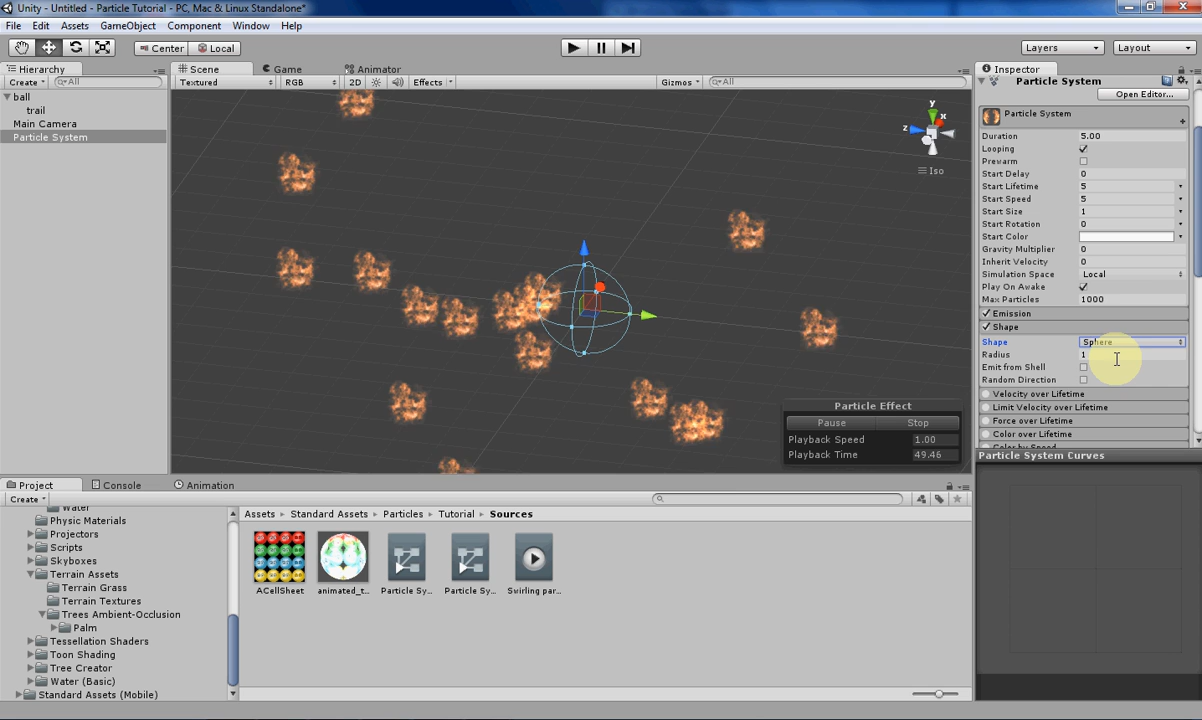 Unity - Untitled - Particle Tutorial - PC, Mac & Linux Standalone*
File Edit Assets GameObject Component Window Help
Center Local Layers Layout
Hierarchy
Create All
ball
trail
Main Camera
Particle System
Scene Game Animator
Textured RGB 2D Effects Gizmos All
y
x
z
Iso
Particle Effect
Pause Stop
Playback Speed 1.00
Playback Time 49.46
Inspector
Particle System
Open Editor...
Particle System
Duration 5.00
Looping
Prewarm
Start Delay 0
Start Lifetime 5
Start Speed 5
Start Size 1
Start Rotation 0
Start Color
Gravity Multiplier 0
Inherit Velocity 0
Simulation Space Local
Play On Awake
Max Particles 1000
Emission
Shape
Shape Sphere
Radius 1
Emit from Shell
Random Direction
Velocity over Lifetime
Limit Velocity over Lifetime
Force over Lifetime
Color over Lifetime
Color by Speed
Particle System Curves
Project Console Animation
Create
Water
Physic Materials
Projectors
Scripts
Skyboxes
Terrain Assets
Terrain Grass
Terrain Textures
Trees Ambient-Occlusion
Palm
Tessellation Shaders
Toon Shading
Tree Creator
Water (Basic)
Standard Assets (Mobile)
Assets Standard Assets Particles Tutorial Sources
ACellSheet animated_t... Particle Sy... Particle Sy... Swirling par...